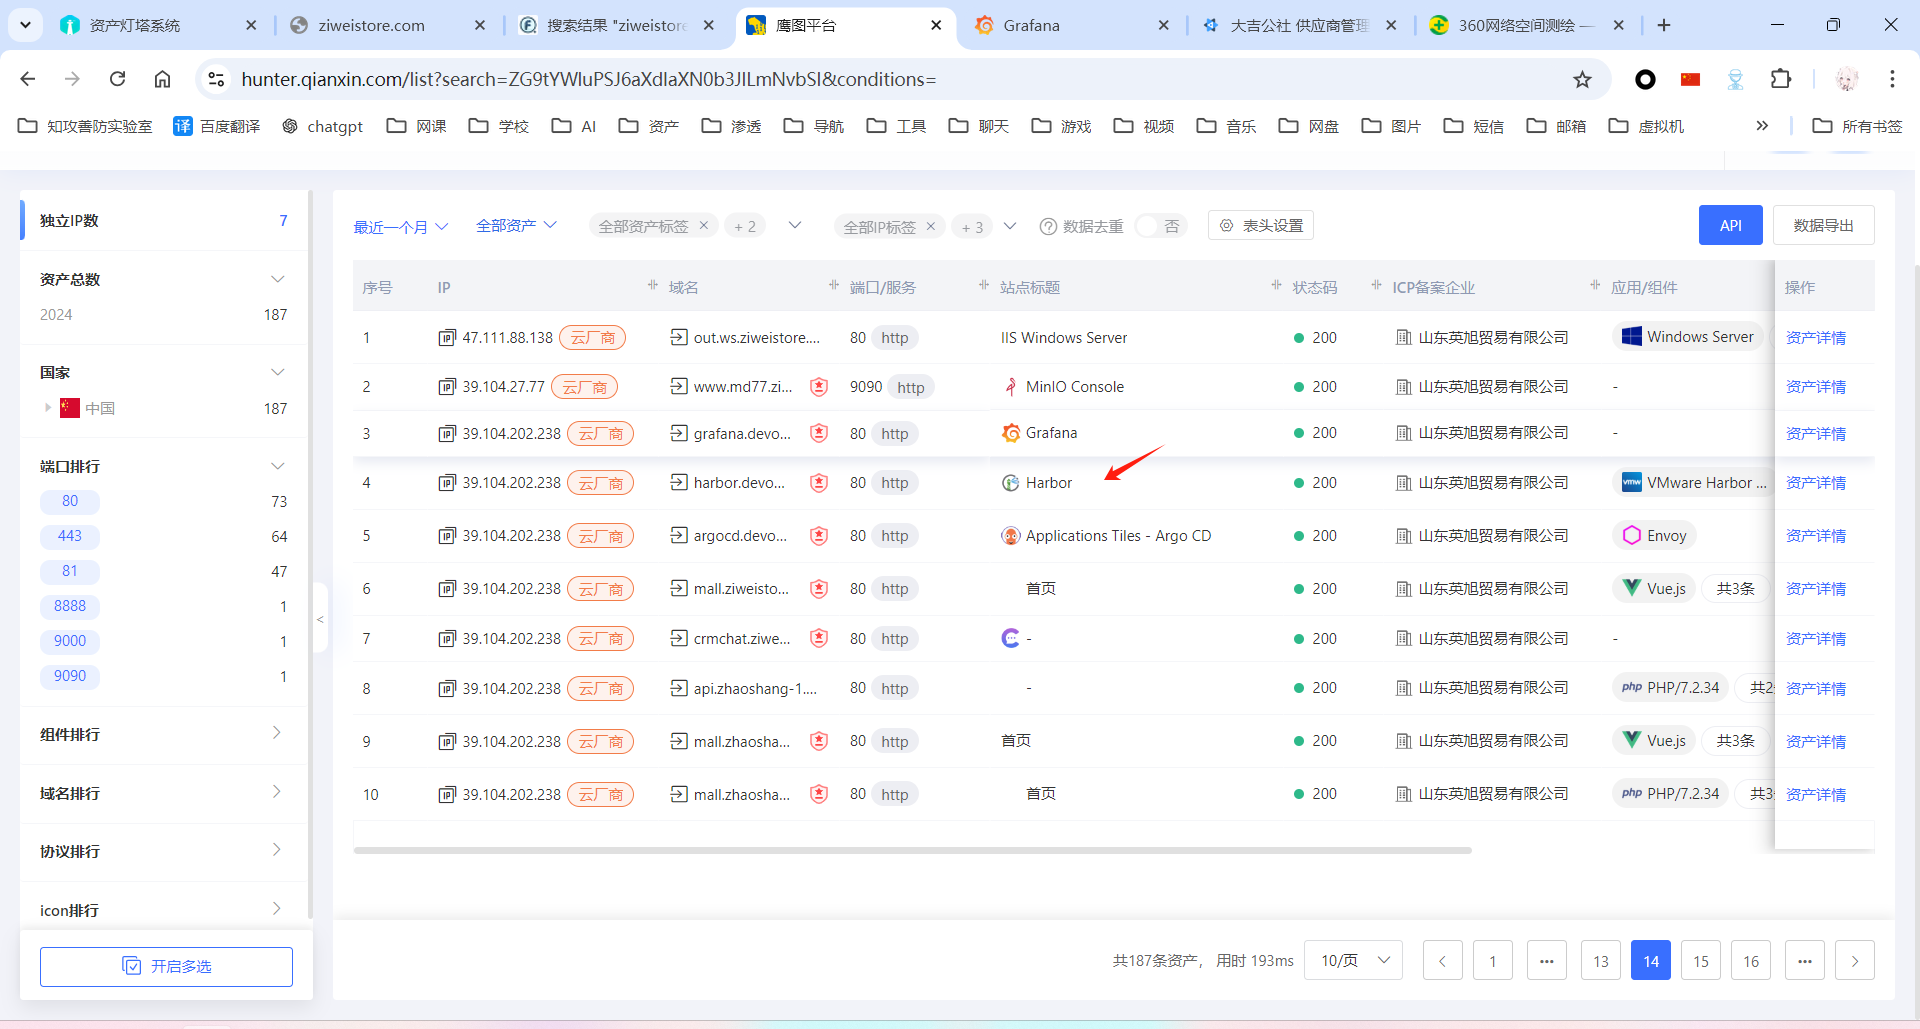 资产灯塔系统
ziweistore.com
搜索结果 "ziweistore
鹰图平台
Grafana
大吉公社 供应商管理
360网络空间测绘 —
hunter.qianxin.com/list?search=ZG9tYWluPSJ6aXdlaXN0b3JlLmNvbSI&conditions=
知攻善防实验室
译 百度翻译
chatgpt
网课
学校
AI
资产
渗透
导航
工具
聊天
游戏
视频
音乐
网盘
图片
短信
邮箱
虚拟机
»
所有书签
独立IP数 7
资产总数
2024 187
国家
中国 187
端口排行
80 73
443 64
81 47
8888 1
9000 1
9090 1
组件排行
域名排行
协议排行
icon排行
开启多选
最近一个月
全部资产
全部资产标签 ×
+ 2
全部IP标签 ×
+ 3
数据去重 否
表头设置
API
数据导出
序号 IP 域名 端口/服务 站点标题 状态码 ICP备案企业 应用/组件 操作
1 IP 47.111.88.138 云厂商 out.ws.ziweistore.... 80 http IIS Windows Server 200 山东英旭贸易有限公司 Windows Server 资产详情
2 IP 39.104.27.77 云厂商 www.md77.zi... 9090 http MinIO Console 200 山东英旭贸易有限公司 - 资产详情
3 IP 39.104.202.238 云厂商 grafana.devo... 80 http Grafana 200 山东英旭贸易有限公司 - 资产详情
4 IP 39.104.202.238 云厂商 harbor.devo... 80 http Harbor 200 山东英旭贸易有限公司 vmw VMware Harbor ... 资产详情
5 IP 39.104.202.238 云厂商 argocd.devo... 80 http Applications Tiles - Argo CD 200 山东英旭贸易有限公司 Envoy 资产详情
6 IP 39.104.202.238 云厂商 mall.ziweisto... 80 http 首页 200 山东英旭贸易有限公司 Vue.js 共3条 资产详情
7 IP 39.104.202.238 云厂商 crmchat.ziwe... 80 http - 200 山东英旭贸易有限公司 - 资产详情
8 IP 39.104.202.238 云厂商 api.zhaoshang-1.... 80 http - 200 山东英旭贸易有限公司 php PHP/7.2.34 共2 资产详情
9 IP 39.104.202.238 云厂商 mall.zhaosha... 80 http 首页 200 山东英旭贸易有限公司 Vue.js 共3条 资产详情
10 IP 39.104.202.238 云厂商 mall.zhaosha... 80 http 首页 200 山东英旭贸易有限公司 php PHP/7.2.34 共3 资产详情
共187条资产， 用时 193ms 10/页 < 1 ••• 13 14 15 16 ••• >